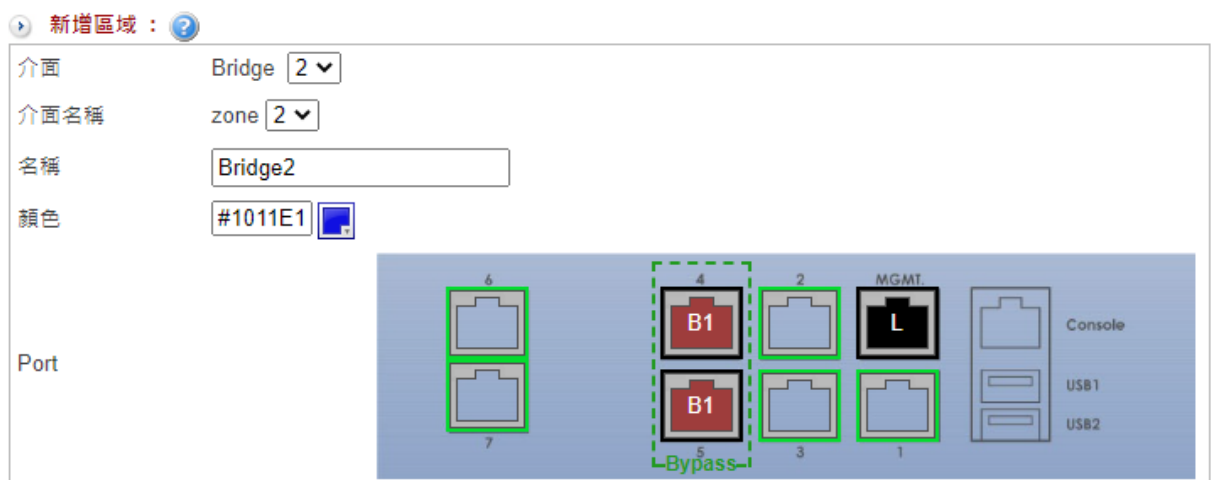 新增區域 : ?
介面 Bridge 2
介面名稱 zone 2
名稱 Bridge2
顏色 #1011E1
Port
6 4 2 MGMT.
B1 L Console
B1 USB1
USB2
7 5 3 1
Bypass